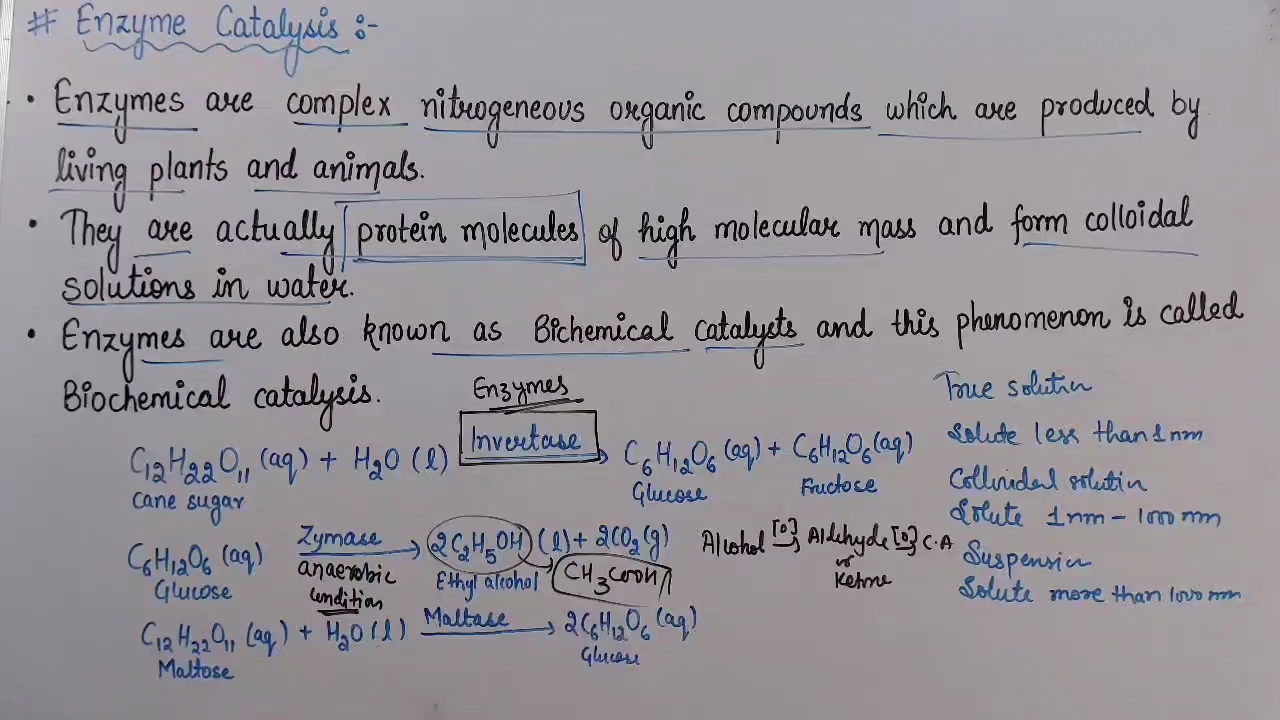 # Enzyme Catalysis :-
• Enzymes are complex nitrogeneous organic compounds which are produced by
living plants and animals.
• They are actually protein molecules of high molecular mass and form colloidal
solutions in water.
• Enzymes are also known as Bichemical catalysts and this phenomenon is called
Biochemical catalysis.
Enzymes
Invertase
C₁₂H₂₂O₁₁ (aq) + H₂O (l) → C₆H₁₂O₆ (aq) + C₆H₁₂O₆ (aq)
cane sugar Glucose Fructose
Zymase
C₆H₁₂O₆ (aq) → 2C₂H₅OH (l) + 2CO₂ (g)
Glucose anaerobic condition Ethyl alcohol
CH₃COOH
Alcohol [O]→ Aldehyde [O]→ C.A
or
Ketone
Maltase
C₁₂H₂₂O₁₁ (aq) + H₂O (l) → 2C₆H₁₂O₆ (aq)
Maltose Glucose
True solution
Solute less than 1 nm
Colloidal solution
Solute 1 nm – 1000 nm
Suspension
Solute more than 1000 nm